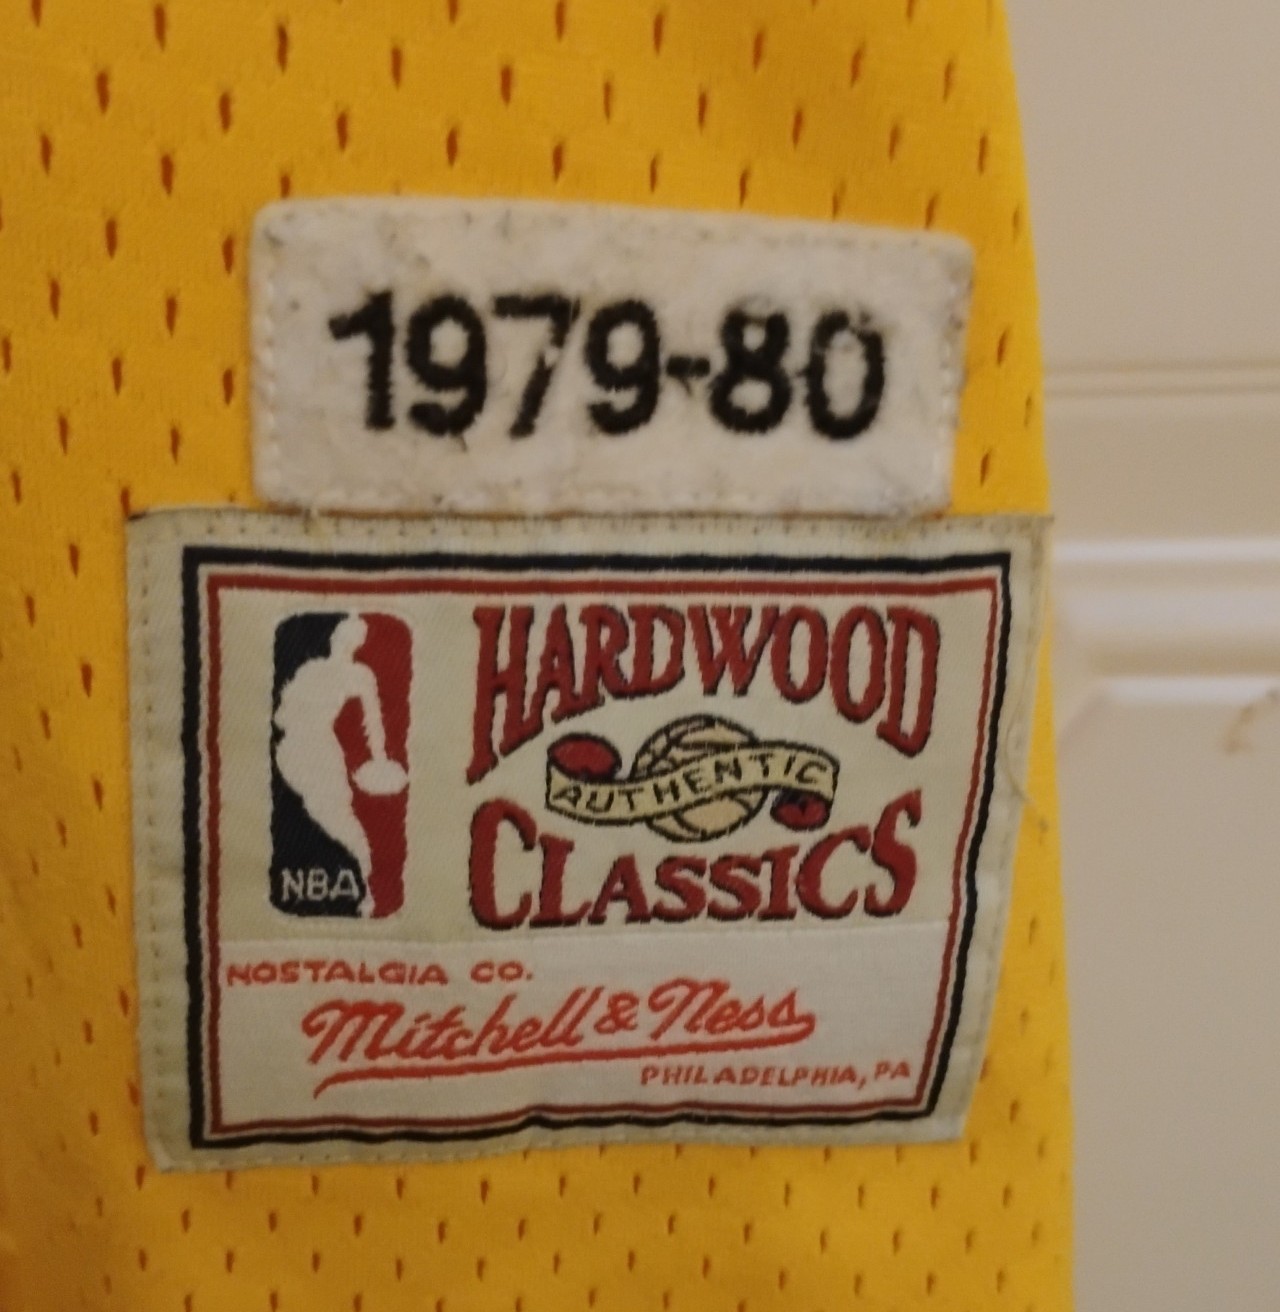 1979-80
HARDWOOD
AUTHENTIC
CLASSICS
NBA
NOSTALGIA CO.
Mitchell & Ness
PHILADELPHIA, PA